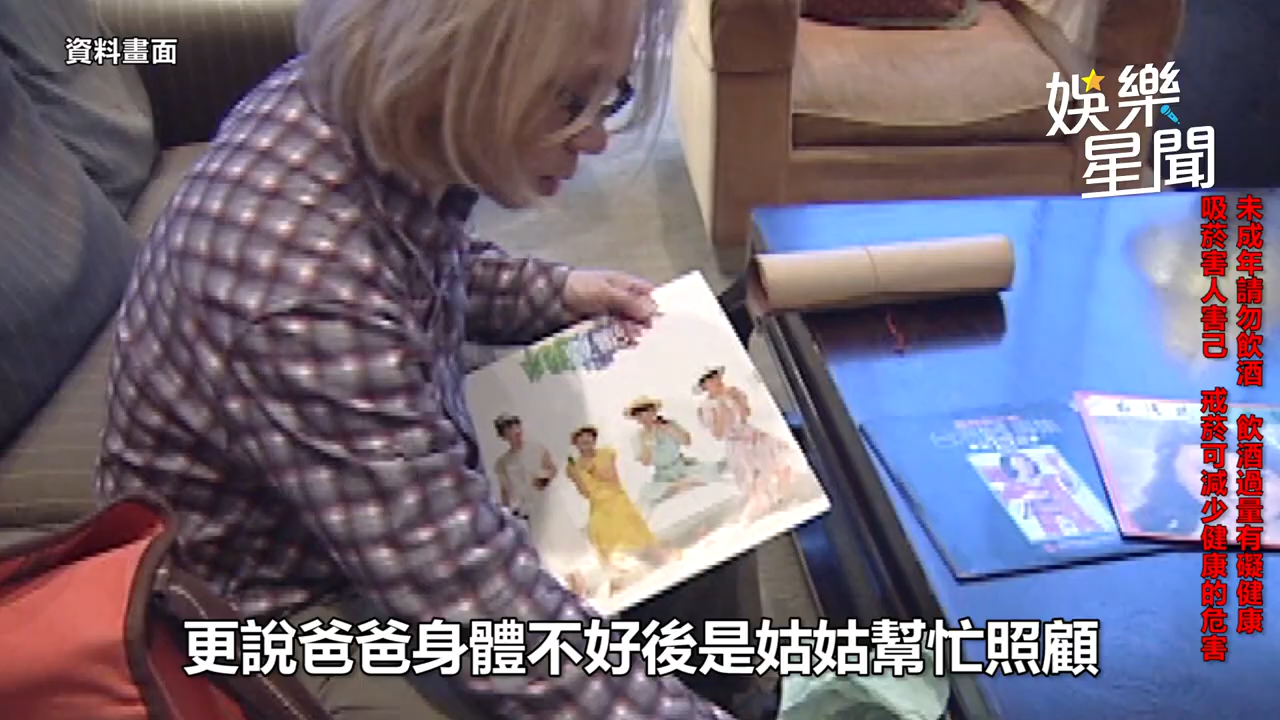 資料畫面
娛樂
星聞
未成年請勿飲酒　飲酒過量有礙健康
吸菸害人害己　戒菸可減少健康的危害
更說爸爸身體不好後是姑姑幫忙照顧